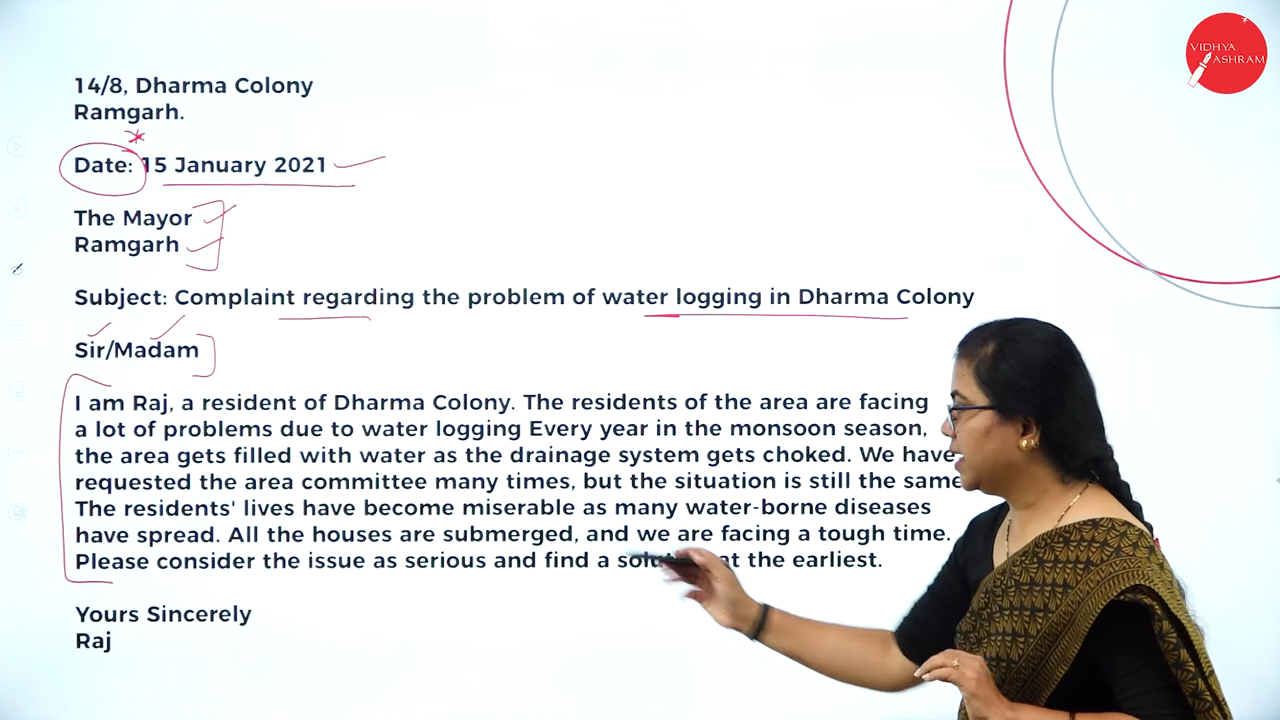 VIDHYA
ASHRAM
14/8, Dharma Colony
Ramgarh.
Date: 15 January 2021
The Mayor
Ramgarh
Subject: Complaint regarding the problem of water logging in Dharma Colony
Sir/Madam
I am Raj, a resident of Dharma Colony. The residents of the area are facing
a lot of problems due to water logging Every year in the monsoon season,
the area gets filled with water as the drainage system gets choked. We have
requested the area committee many times, but the situation is still the same
The residents' lives have become miserable as many water-borne diseases
have spread. All the houses are submerged, and we are facing a tough time.
Please consider the issue as serious and find a at the earliest.
Yours Sincerely
Raj